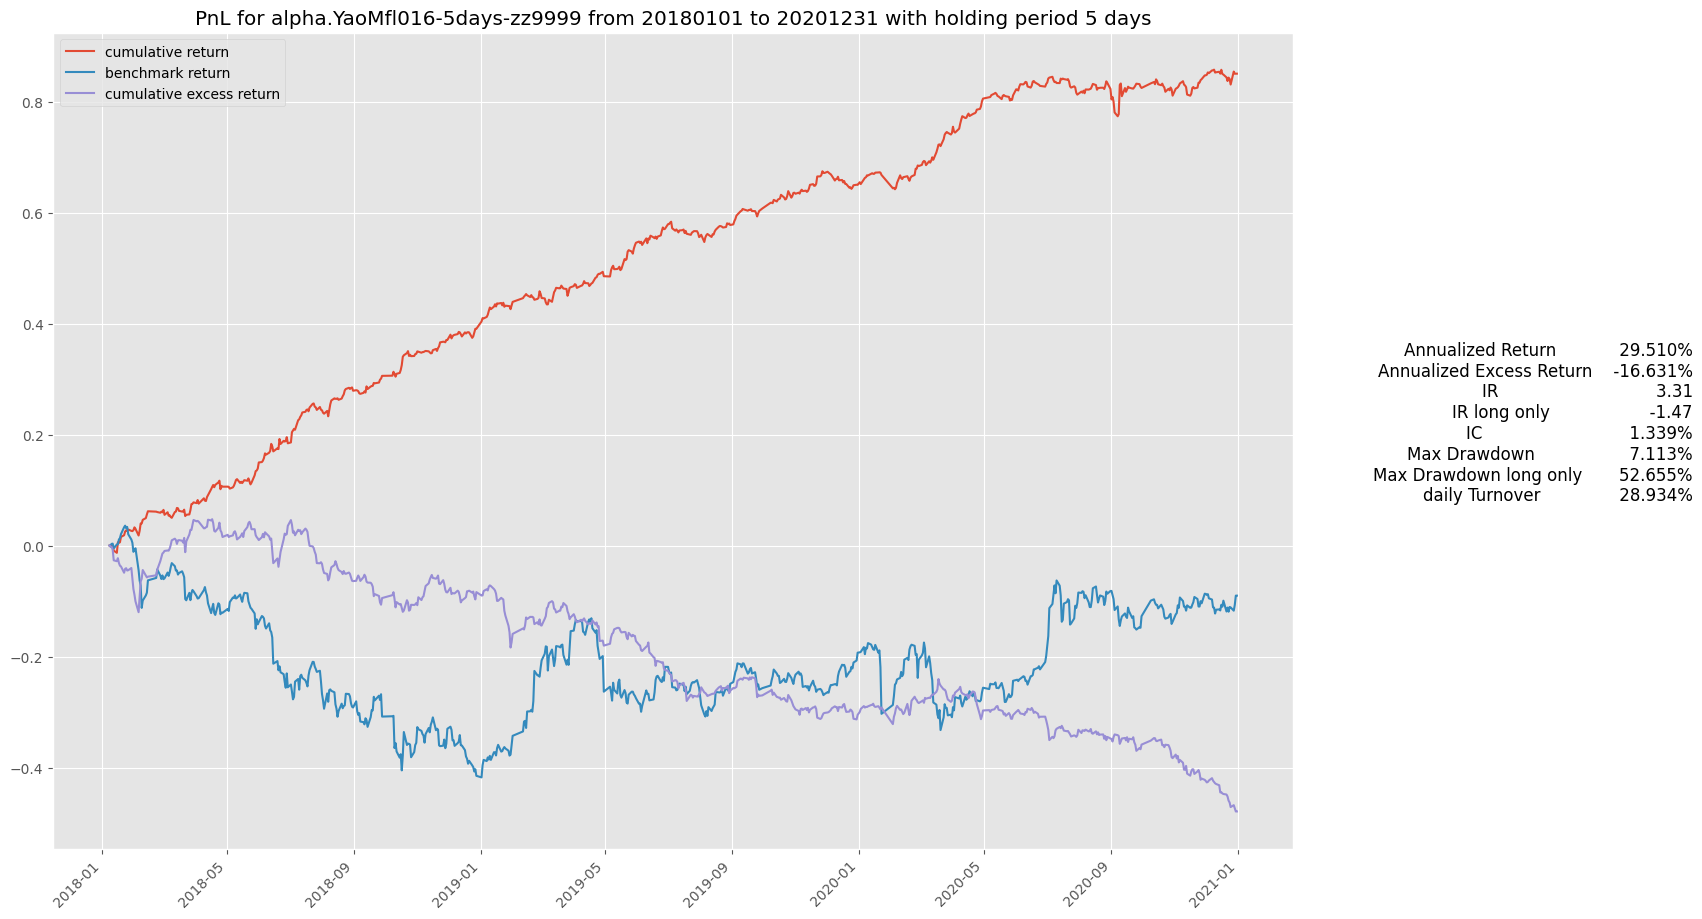 PnL for alpha.YaoMfl016-5days-zz9999 from 20180101 to 20201231 with holding period 5 days
cumulative return
benchmark return
cumulative excess return
0.8
0.6
0.4
0.2
0.0
−0.2
−0.4
2018-01
2018-05
2018-09
2019-01
2019-05
2019-09
2020-01
2020-05
2020-09
2021-01
Annualized Return 29.510%
Annualized Excess Return -16.631%
IR 3.31
IR long only -1.47
IC 1.339%
Max Drawdown 7.113%
Max Drawdown long only 52.655%
daily Turnover 28.934%